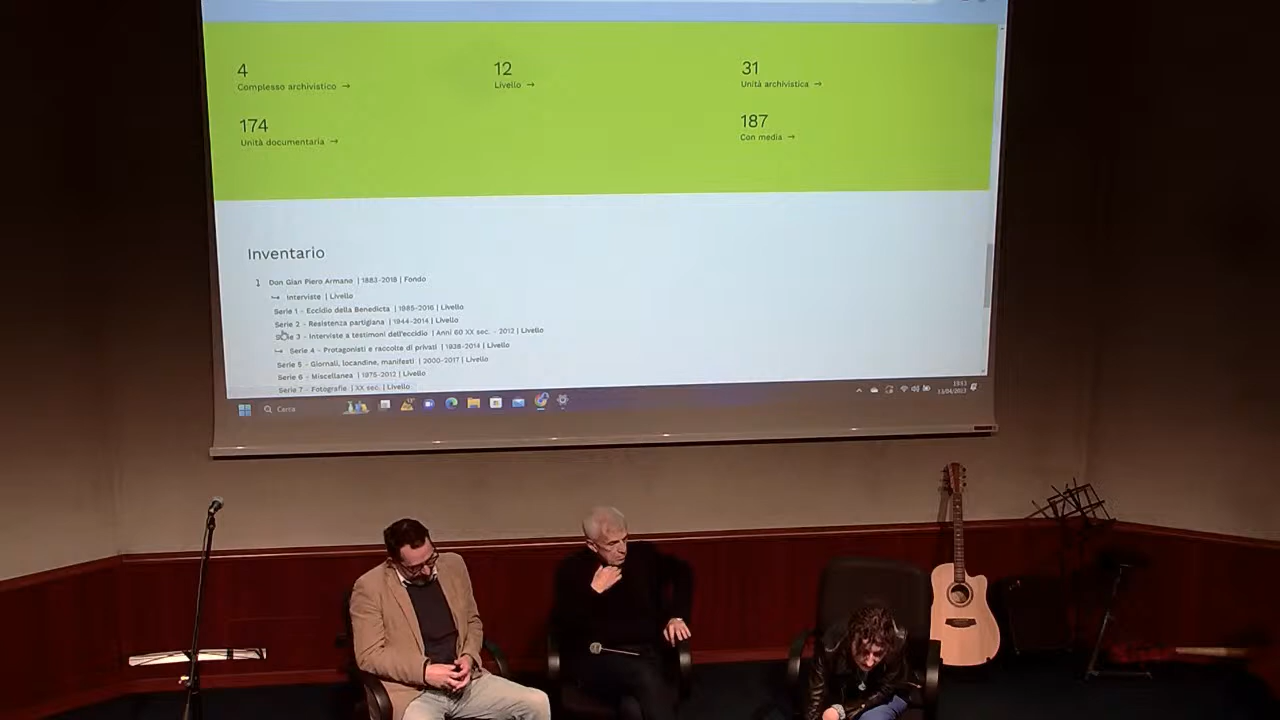 4
Complesso archivistico →
12
Livello →
31
Unità archivistica →
174
Unità documentaria →
187
Con media →
Inventario
1 Don Gian Piero Armano | 1883-2018 | Fondo
Interviste | Livello
Serie 1 - Eccidio della Benedicta | 1985-2016 | Livello
Serie 2 - Resistenza partigiana | 1944-2014 | Livello
Serie 3 - Interviste a testimoni dell'eccidio | Anni 60 XX sec. - 2012 | Livello
Serie 4 - Protagonisti e raccolte di privati | 1938-2014 | Livello
Serie 5 - Giornali, locandine, manifesti | 2000-2017 | Livello
Serie 6 - Miscellanea | 1975-2012 | Livello
Serie 7 - Fotografie | XX sec. | Livello
Cerca
13/04/2023